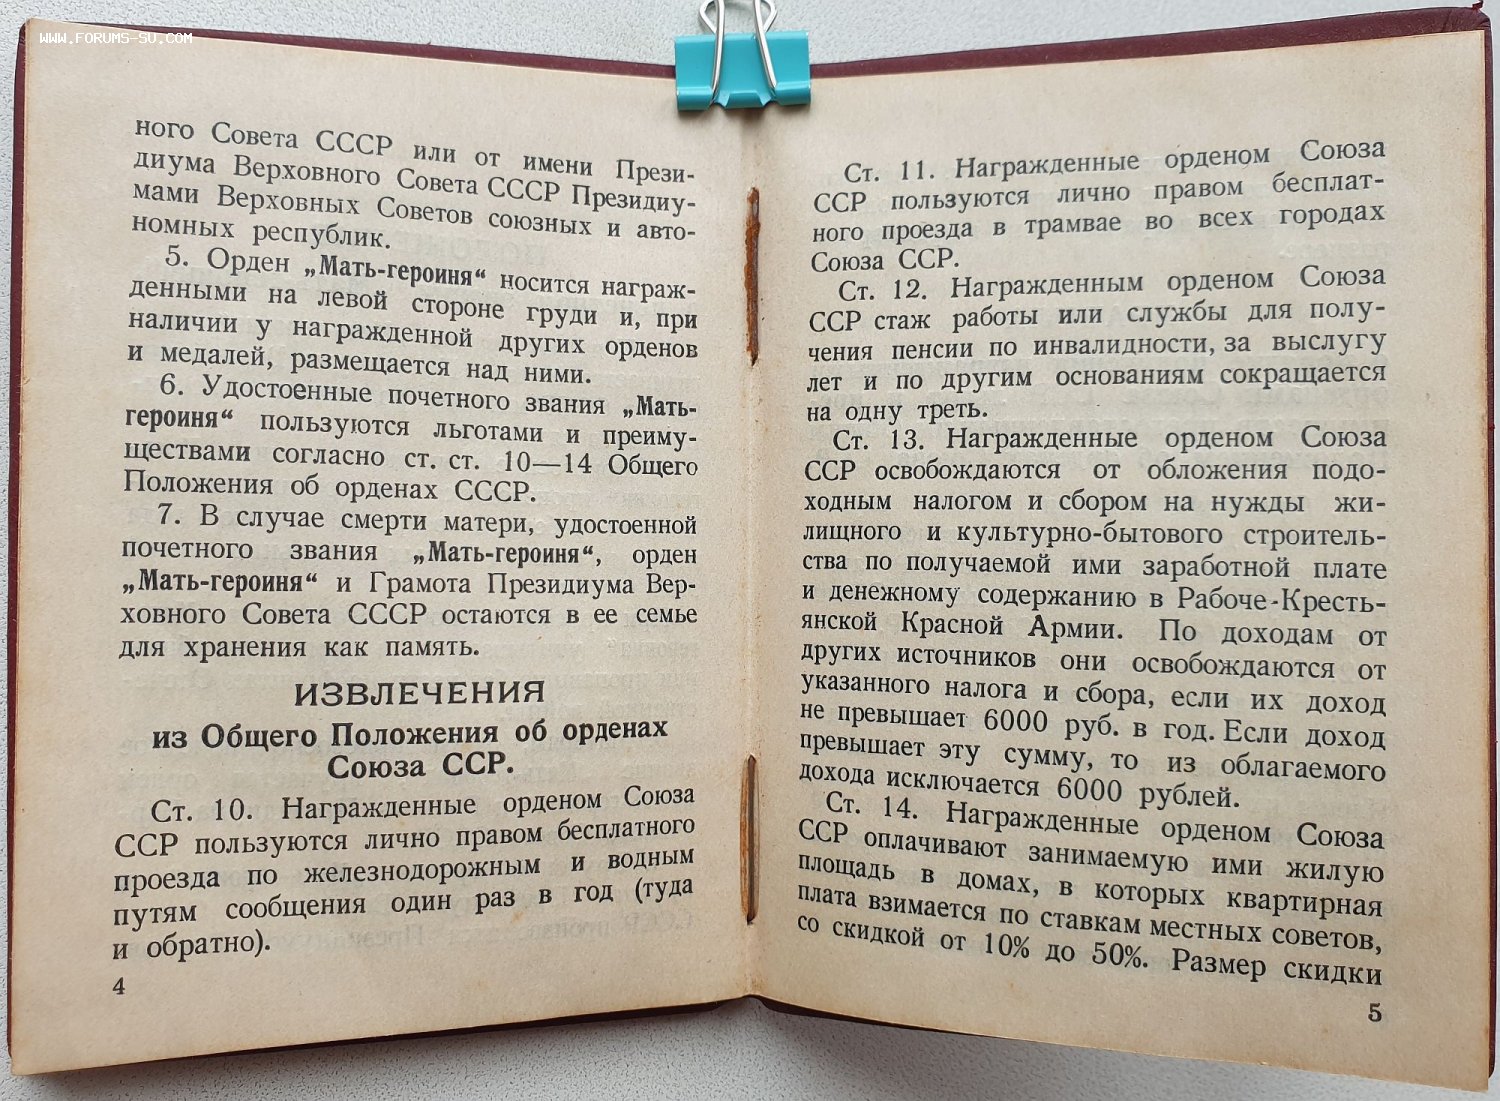 www.forums-su.com
ного Совета СССР или от имени Прези-
диума Верховного Совета СССР Президиу-
мами Верховных Советов союзных и авто-
номных республик.
5. Орден „Мать-героиня“ носится награж-
денными на левой стороне груди и, при
наличии у награжденной других орденов
и медалей, размещается над ними.
6. Удостоенные почетного звания „Мать-
героиня“ пользуются льготами и преиму-
ществами согласно ст. ст. 10—14 Общего
Положения об орденах СССР.
7. В случае смерти матери, удостоенной
почетного звания „Мать-героиня“, орден
„Мать-героиня“ и Грамота Президиума Вер-
ховного Совета СССР остаются в ее семье
для хранения как память.
ИЗВЛЕЧЕНИЯ
из Общего Положения об орденах
Союза ССР.
Ст. 10. Награжденные орденом Союза
ССР пользуются лично правом бесплатного
проезда по железнодорожным и водным
путям сообщения один раз в год (туда
и обратно).
4
Ст. 11. Награжденные орденом Союза
ССР пользуются лично правом бесплат-
ного проезда в трамвае во всех городах
Союза ССР.
Ст. 12. Награжденным орденом Союза
ССР стаж работы или службы для полу-
чения пенсии по инвалидности, за выслугу
лет и по другим основаниям сокращается
на одну треть.
Ст. 13. Награжденные орденом Союза
ССР освобождаются от обложения подо-
ходным налогом и сбором на нужды жи-
лищного и культурно-бытового строитель-
ства по получаемой ими заработной плате
и денежному содержанию в Рабоче-Кресть-
янской Красной Армии. По доходам от
других источников они освобождаются от
указанного налога и сбора, если их доход
не превышает 6000 руб. в год. Если доход
превышает эту сумму, то из облагаемого
дохода исключается 6000 рублей.
Ст. 14. Награжденные орденом Союза
ССР оплачивают занимаемую ими жилую
площадь в домах, в которых квартирная
плата взимается по ставкам местных советов,
со скидкой от 10% до 50%. Размер скидки
5